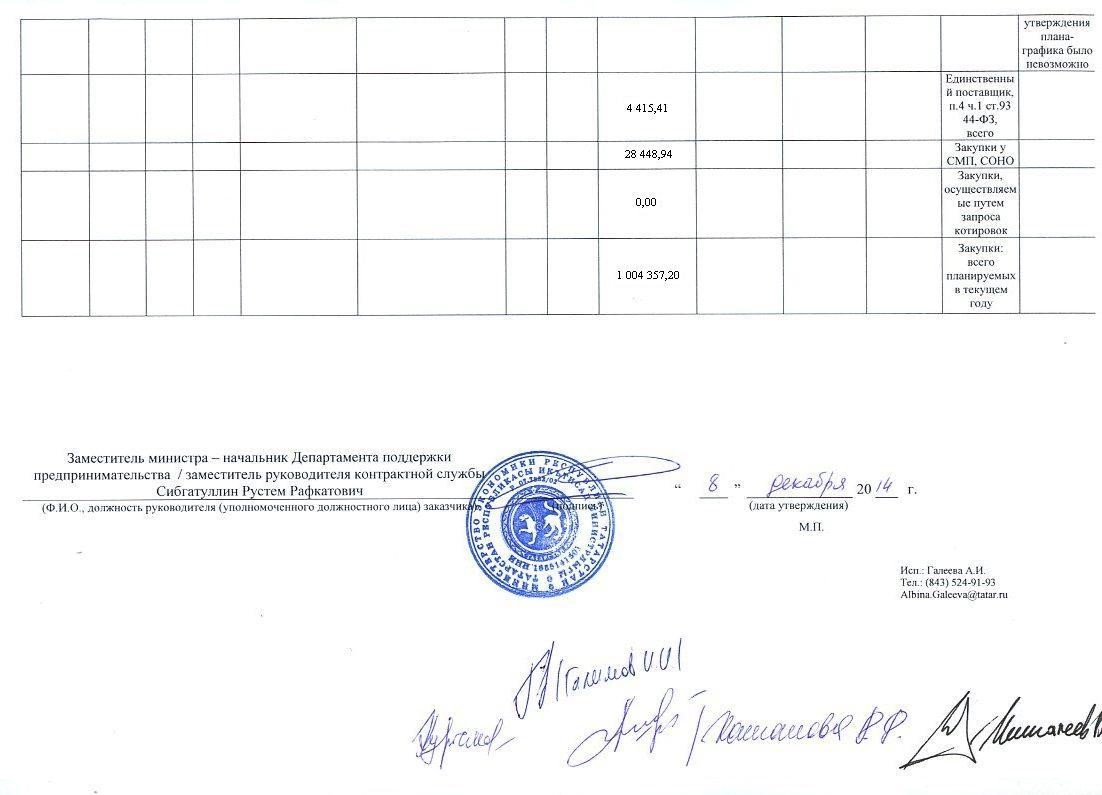 утверждения
плана-
графика было
невозможно
4 415,41
Единственны
й поставщик,
п.4 ч.1 ст.93
44-ФЗ,
всего
28 448,94
Закупки у
СМП, СОНО
0,00
Закупки,
осуществляем
ые путем
запроса
котировок
1 004 357,20
Закупки:
всего
планируемых
в текущем
году
Заместитель министра – начальник Департамента поддержки
предпринимательства / заместитель руководителя контрактной службы
Сибгатуллин Рустем Рафкатович
“ 8 ” декабря 20 14 г.
(Ф.И.О., должность руководителя (уполномоченного должностного лица) заказчика)
(подпись)
(дата утверждения)
М.П.
МИНИСТЕРСТВО ЭКОНОМИКИ РЕСПУБЛИКИ ТАТАРСТАН
Исп.: Галеева А.И.
Тел.: (843) 524-91-93
Albina.Galeeva@tatar.ru